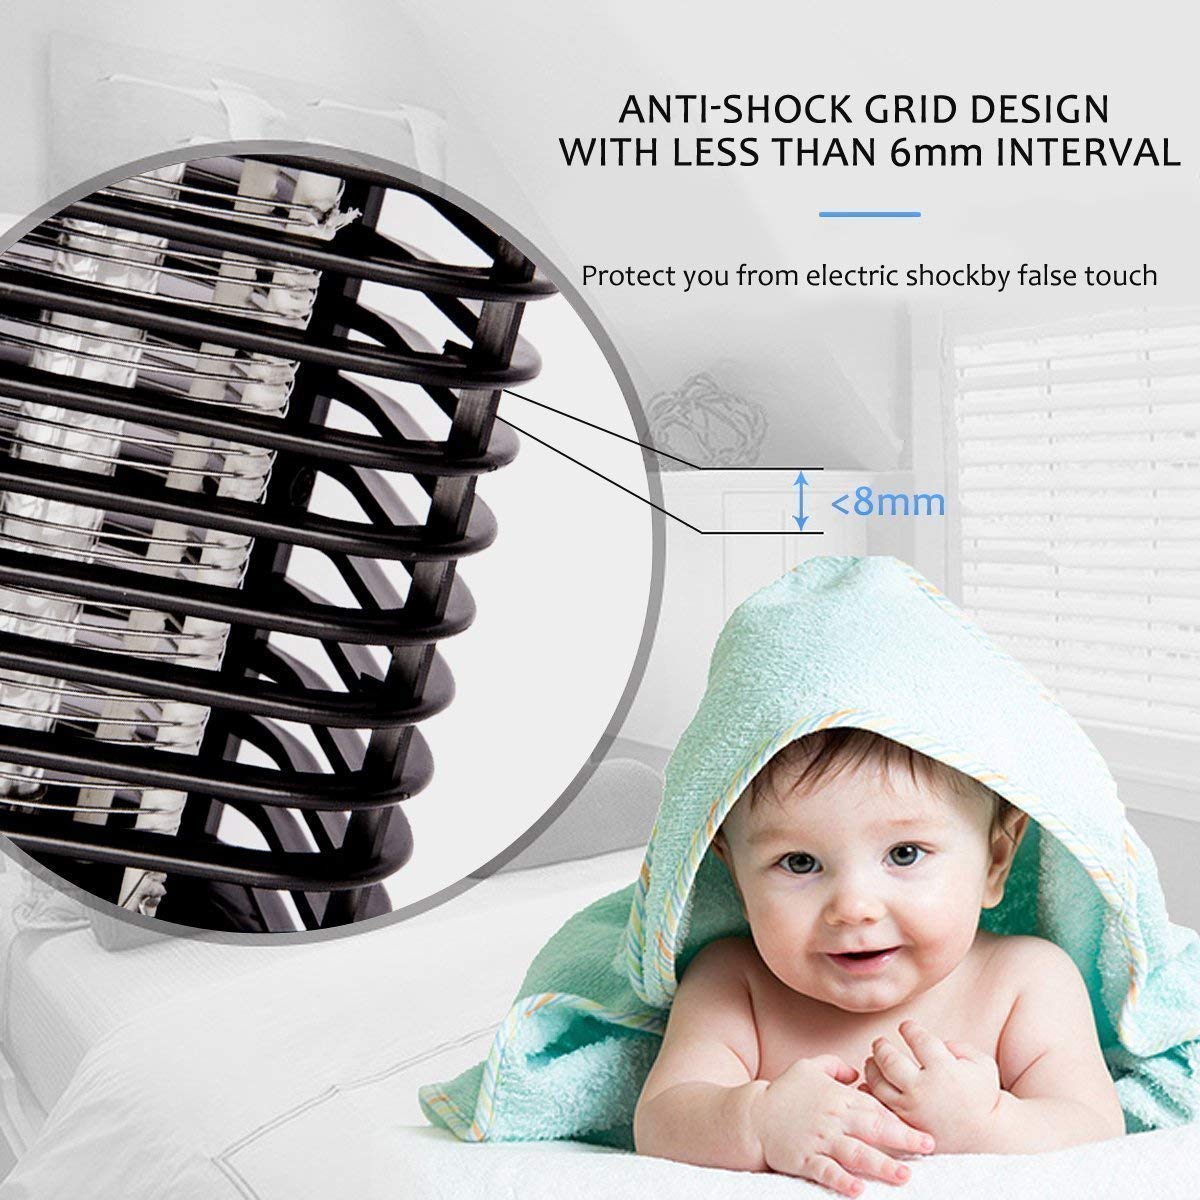 ANTI-SHOCK GRID DESIGN
WITH LESS THAN 6mm INTERVAL
Protect you from electric shockby false touch
<8mm